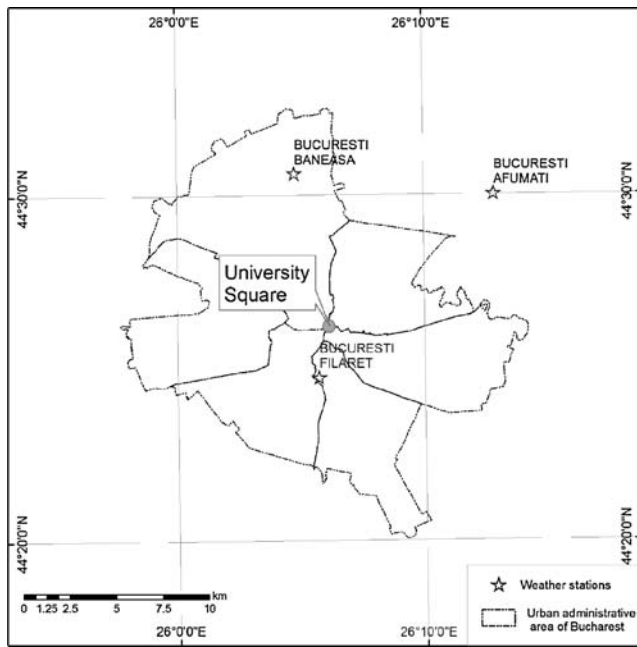 26°0'0"E
26°10'0"E
BUCURESTI
BANEASA
BUCURESTI
AFUMATI
44°30'0"N
44°30'0"N
University
Square
BUCURESTI
FILARET
44°20'0"N
44°20'0"N
km
0 1.25 2.5 5 7.5 10
Weather stations
Urban administrative
area of Bucharest
26°0'0"E
26°10'0"E